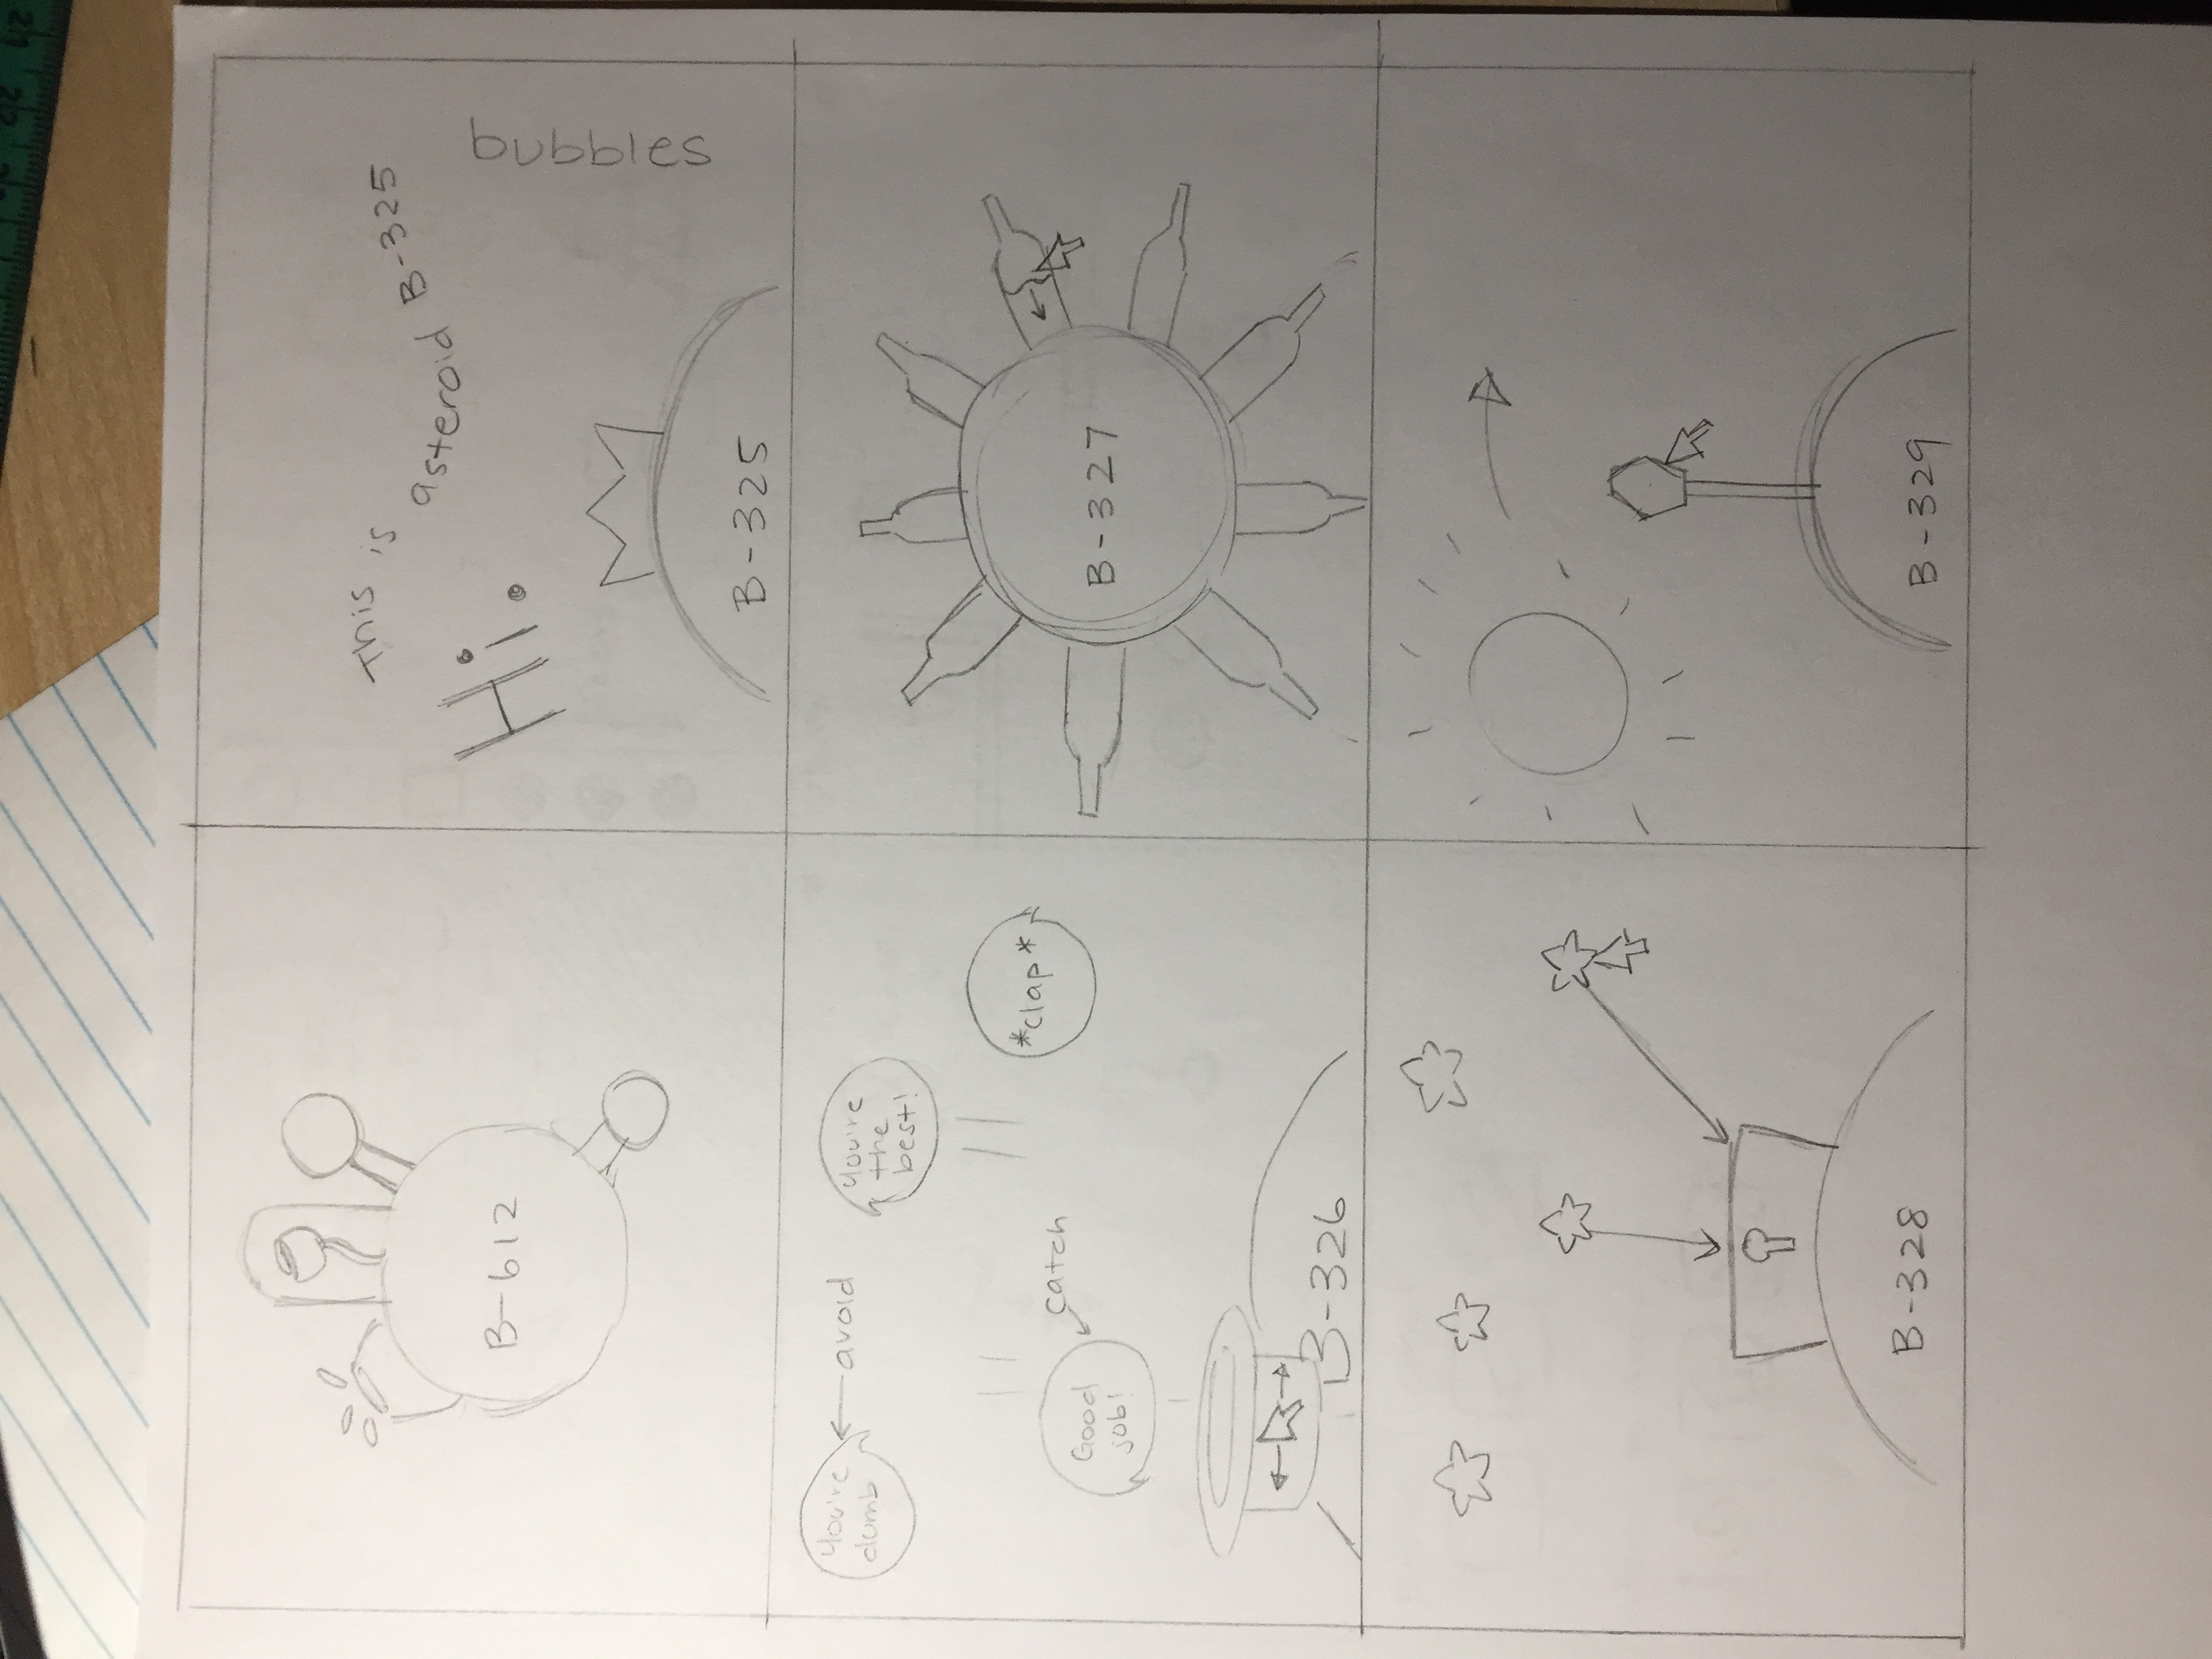 B-612
This is asteroid B-325
Hi.
bubbles
B-325
You're
dumb
avoid
You're
the
best!
*clap*
catch
Good
job!
B-326
B-327
B-328
B-329